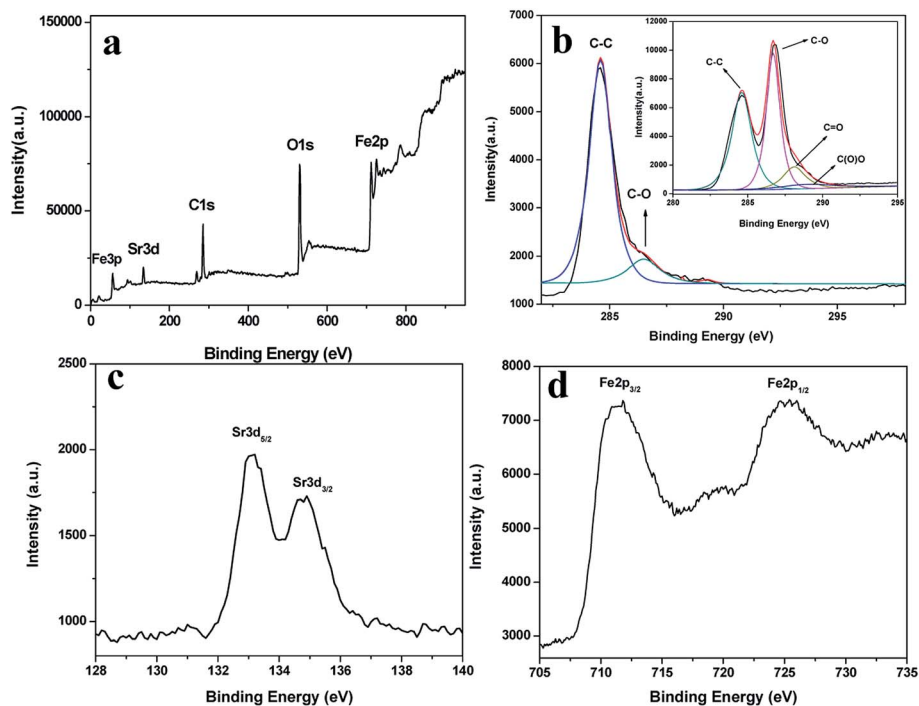 a
Intensity(a.u.)
150000
100000
50000
0
Fe3p
Sr3d
C1s
O1s
Fe2p
0
200
400
600
800
Binding Energy (eV)
b
Intensity (a.u.)
7000
6000
5000
4000
3000
2000
1000
C-C
C-O
285
290
295
Binding Energy (eV)
Intensity(a.u.)
12000
10000
8000
6000
4000
2000
0
C-C
C-O
C=O
C(O)O
280
285
290
295
Binding Energy (eV)
c
Intensity (a.u.)
2500
2000
1500
1000
Sr3d5/2
Sr3d3/2
128
130
132
134
136
138
140
Binding Energy (eV)
d
Intensity (a.u.)
8000
7000
6000
5000
4000
3000
Fe2p3/2
Fe2p1/2
705
710
715
720
725
730
735
Binding Energy (eV)